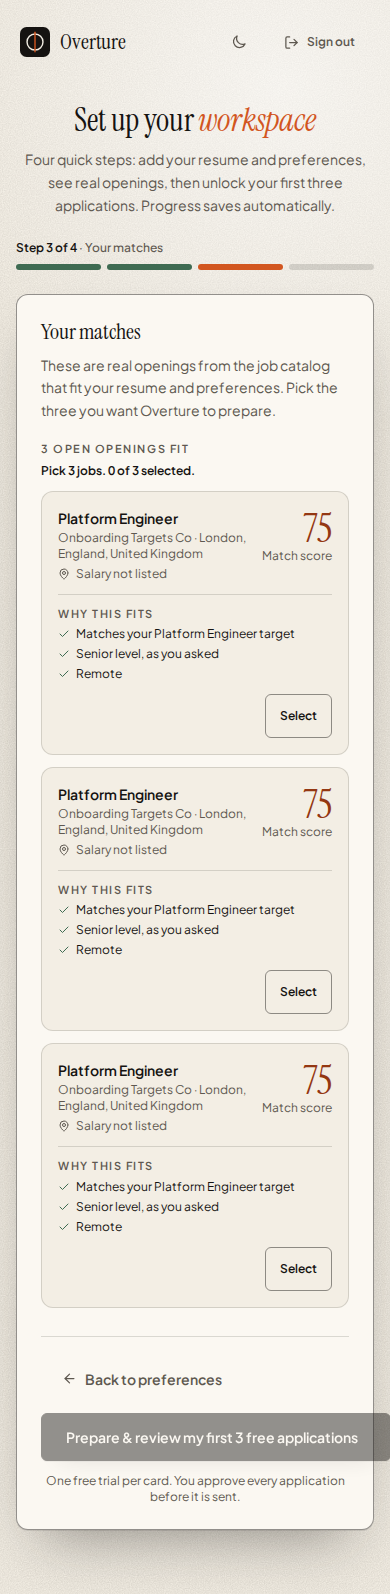 Overture
Sign out
Set up your workspace
Four quick steps: add your resume and preferences,
see real openings, then unlock your first three
applications. Progress saves automatically.
Step 3 of 4 · Your matches
Your matches
These are real openings from the job catalog
that fit your resume and preferences. Pick the
three you want Overture to prepare.
3 OPEN OPENINGS FIT
Pick 3 jobs. 0 of 3 selected.
Platform Engineer
75
Onboarding Targets Co · London,
England, United Kingdom
Match score
Salary not listed
WHY THIS FITS
Matches your Platform Engineer target
Senior level, as you asked
Remote
Select
Platform Engineer
75
Onboarding Targets Co · London,
England, United Kingdom
Match score
Salary not listed
WHY THIS FITS
Matches your Platform Engineer target
Senior level, as you asked
Remote
Select
Platform Engineer
75
Onboarding Targets Co · London,
England, United Kingdom
Match score
Salary not listed
WHY THIS FITS
Matches your Platform Engineer target
Senior level, as you asked
Remote
Select
Back to preferences
Prepare & review my first 3 free applications
One free trial per card. You approve every application
before it is sent.